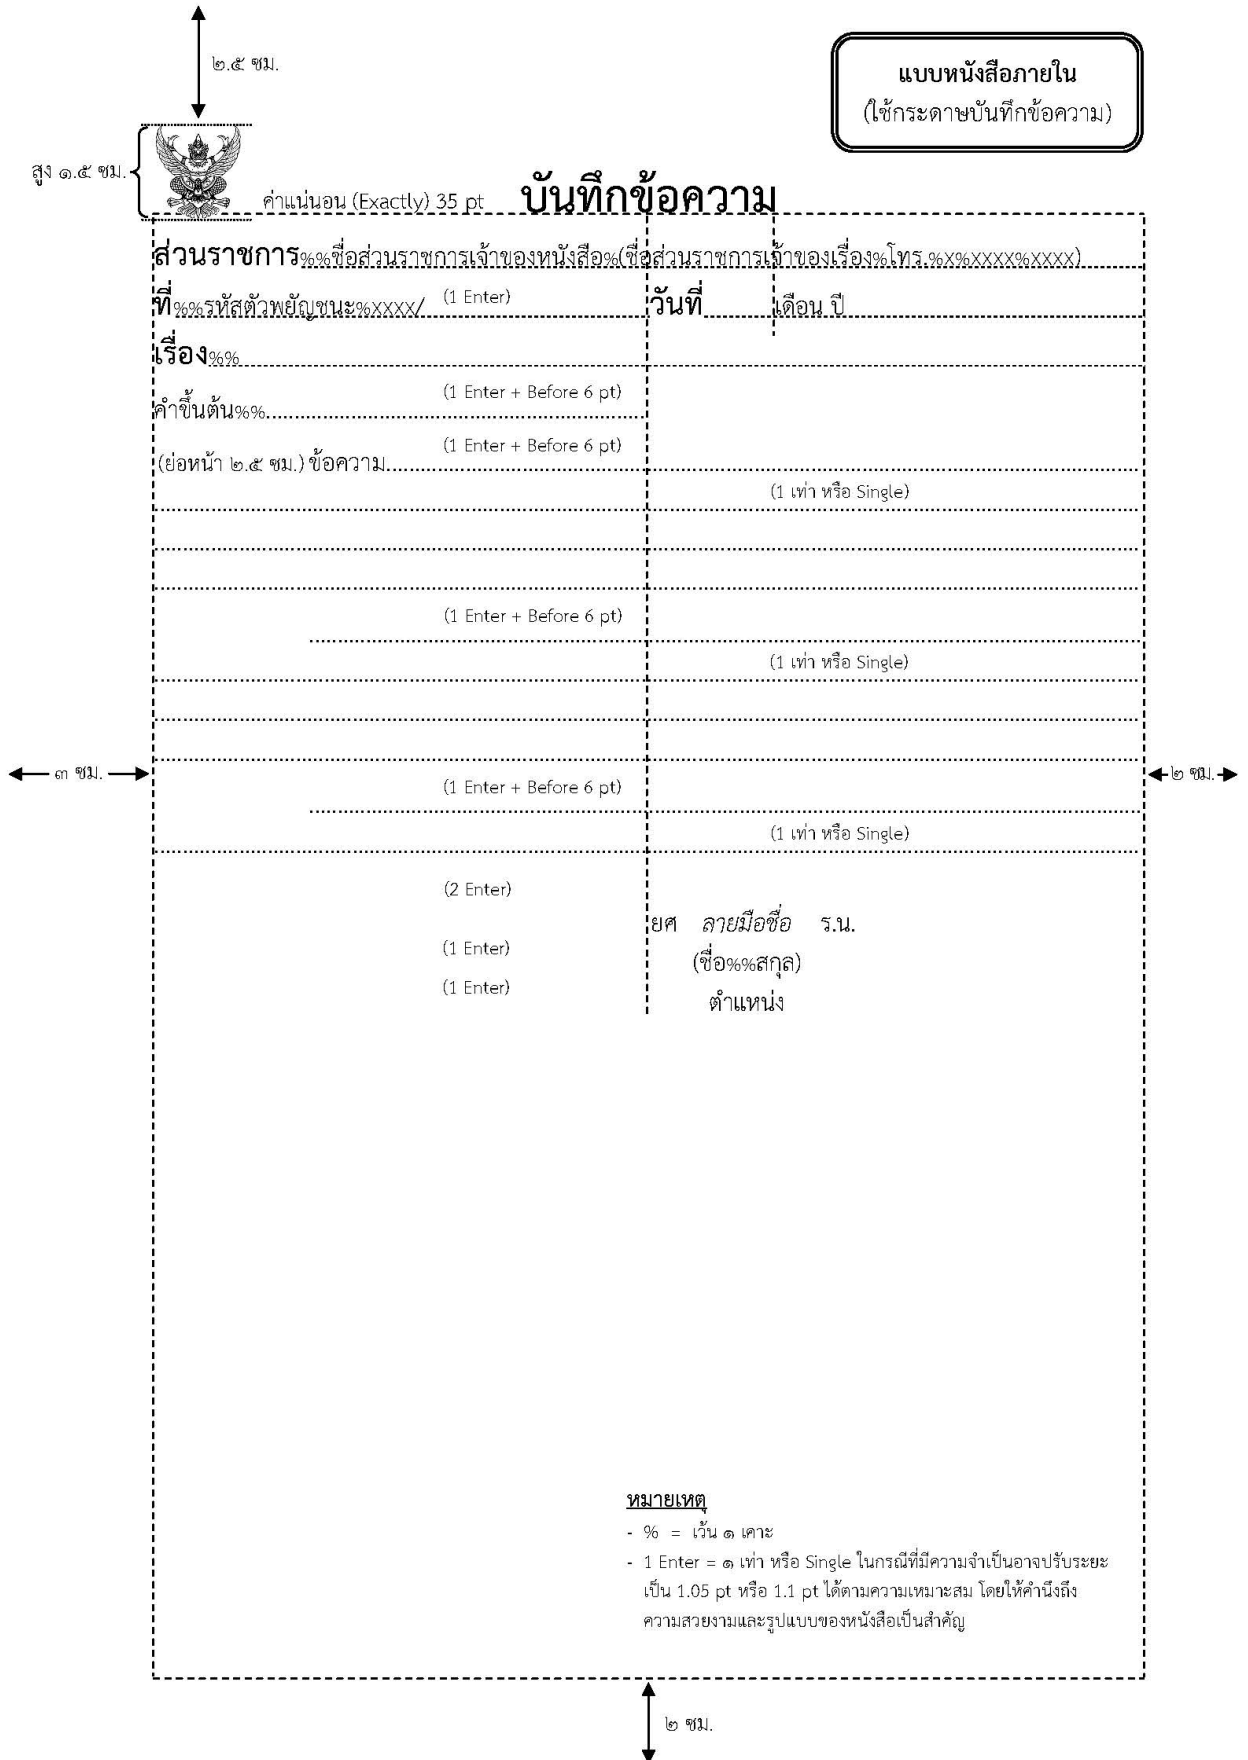 ๒.๕ ซม.
แบบหนังสือภายใน
(ใช้กระดาษบันทึกข้อความ)
สูง ๑.๕ ซม.
ค่าแน่นอน (Exactly) 35 pt บันทึกข้อความ
ส่วนราชการ%%ชื่อส่วนราชการเจ้าของหนังสือ%(ชื่อส่วนราชการเจ้าของเรื่อง%โทร.%x%xxxx%xxxx)
ที่%%รหัสตัวพยัญชนะ%xxxx/ (1 Enter) วันที่ เดือน ปี
เรื่อง%%
(1 Enter + Before 6 pt)
คำขึ้นต้น%%
(1 Enter + Before 6 pt)
(ย่อหน้า ๒.๕ ซม.) ข้อความ
(1 เท่า หรือ Single)
(1 Enter + Before 6 pt)
(1 เท่า หรือ Single)
๓ ซม. ๒ ซม.
(1 Enter + Before 6 pt)
(1 เท่า หรือ Single)
(2 Enter)
ยศ ลายมือชื่อ ร.น.
(1 Enter)
(ชื่อ%%สกุล)
(1 Enter)
ตำแหน่ง
หมายเหตุ
- % = เว้น ๑ เคาะ
- 1 Enter = ๑ เท่า หรือ Single ในกรณีที่มีความจำเป็นอาจปรับระยะ
เป็น 1.05 pt หรือ 1.1 pt ได้ตามความเหมาะสม โดยให้คำนึงถึง
ความสวยงามและรูปแบบของหนังสือเป็นสำคัญ
๒ ซม.